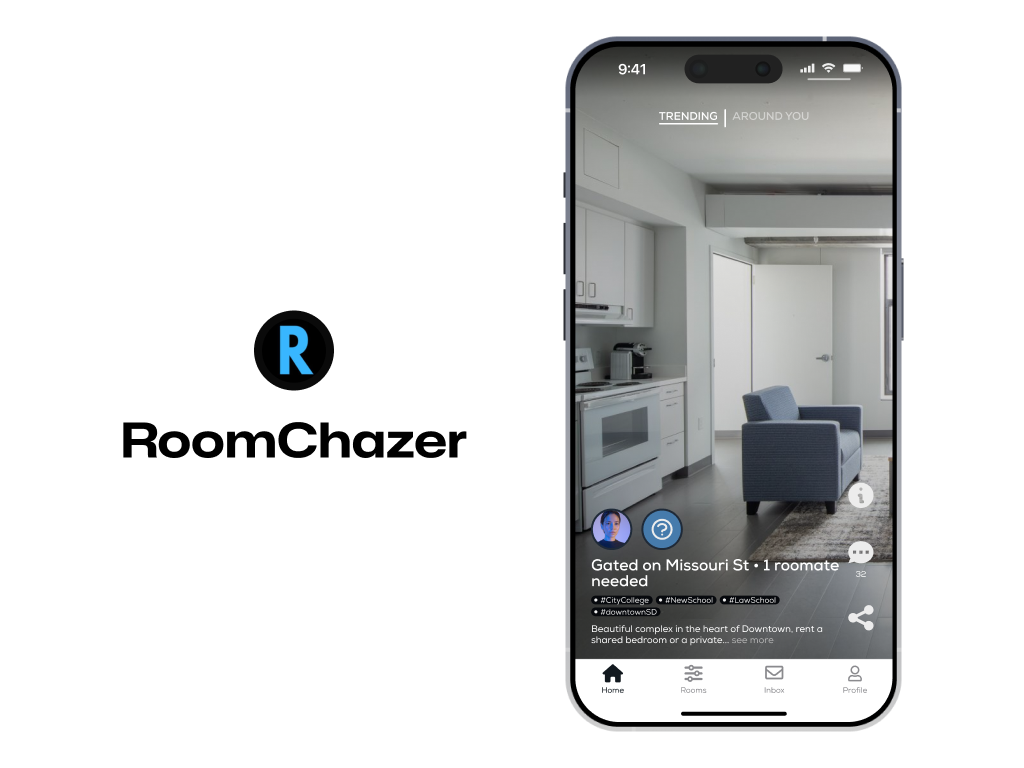 R
RoomChazer
9:41
TRENDING | AROUND YOU
Gated on Missouri St • 1 roomate
needed
• #CityCollege • #NewSchool • #LawSchool
• #downtownSD
Beautiful complex in the heart of Downtown, rent a
shared bedroom or a private... see more
32
Home Rooms Inbox Profile